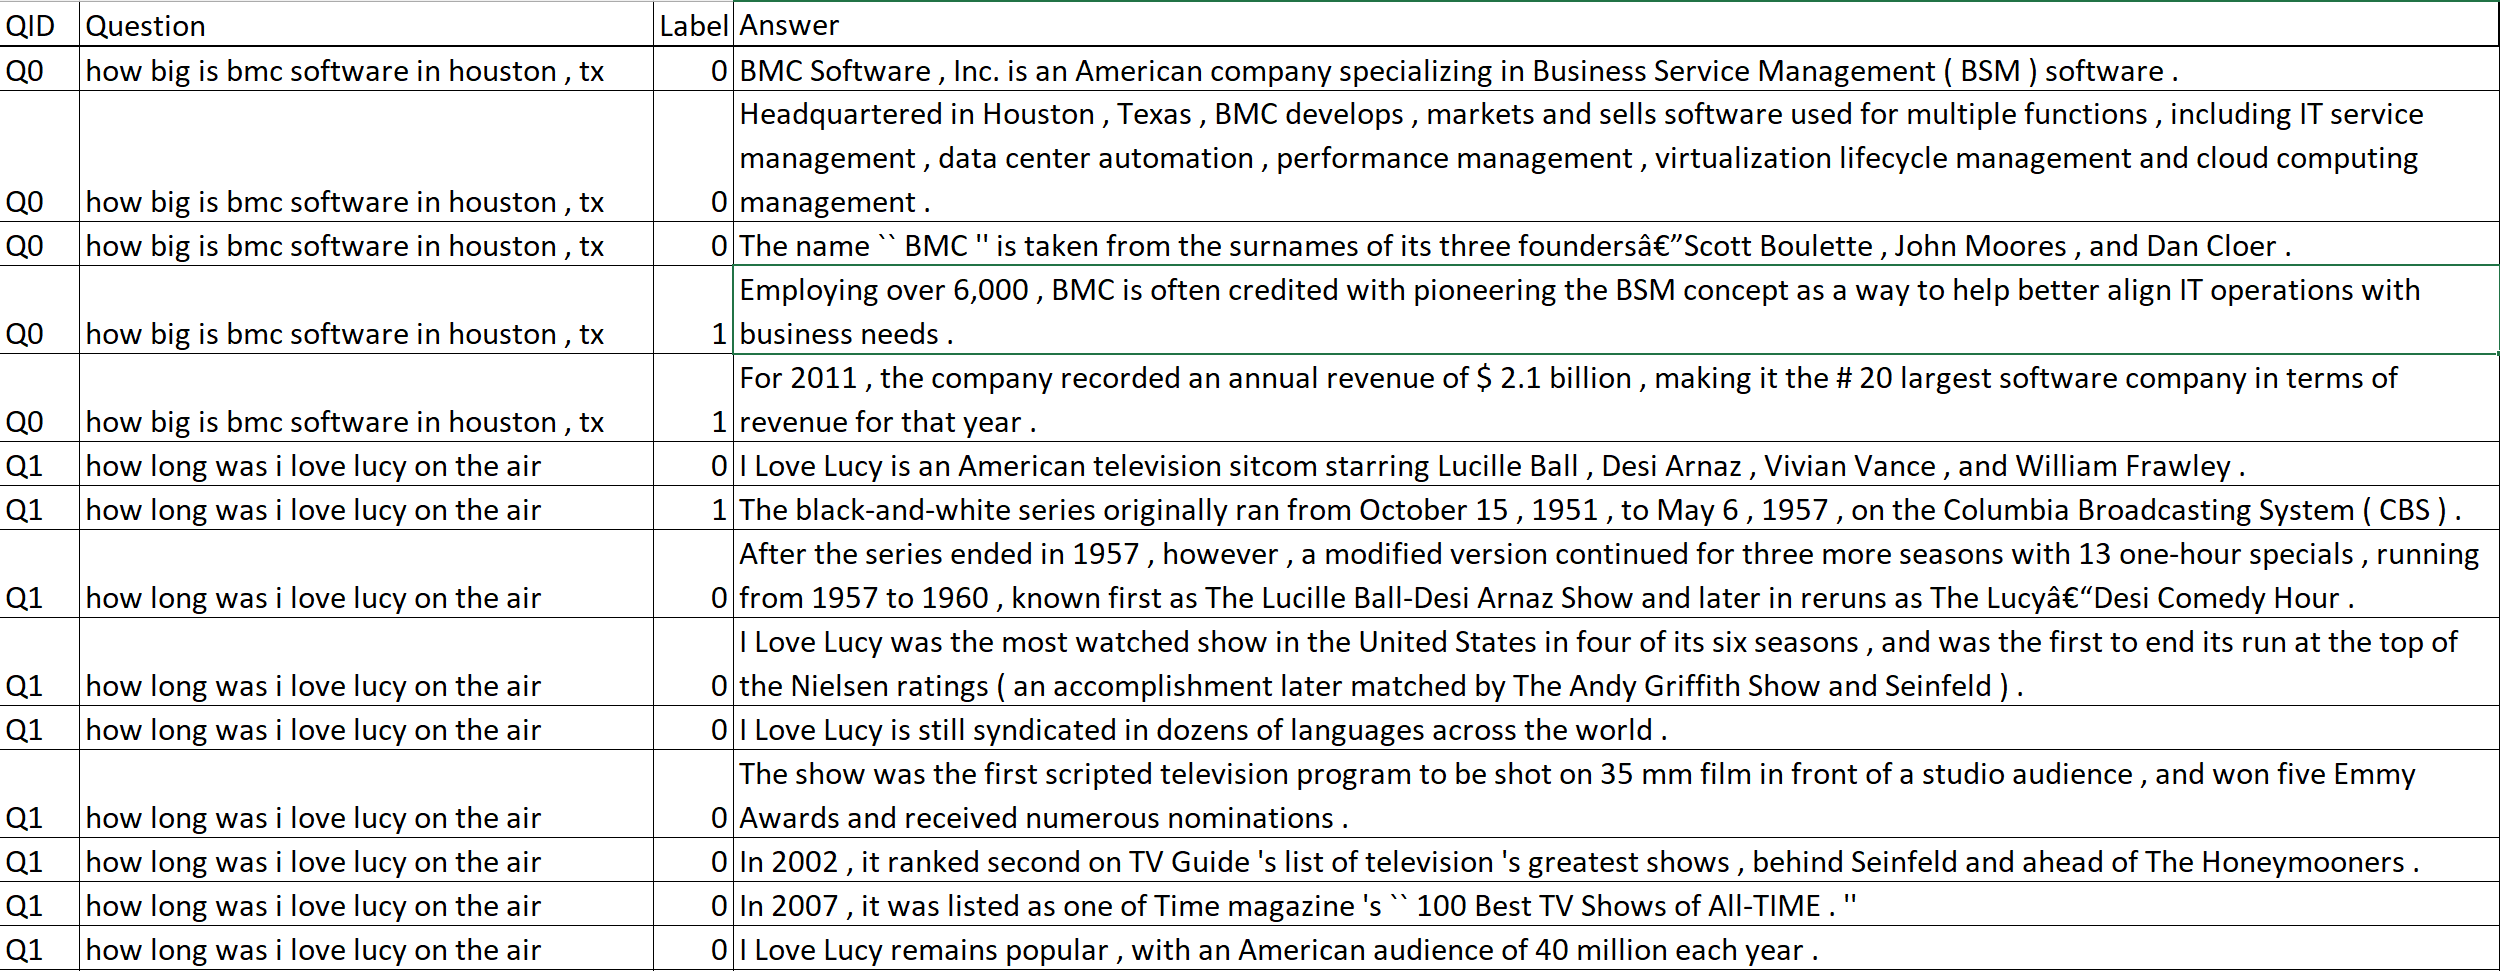 QID Question Label Answer
Q0 how big is bmc software in houston , tx 0 BMC Software , Inc. is an American company specializing in Business Service Management ( BSM ) software .
Headquartered in Houston , Texas , BMC develops , markets and sells software used for multiple functions , including IT service
management , data center automation , performance management , virtualization lifecycle management and cloud computing
Q0 how big is bmc software in houston , tx 0 management .
Q0 how big is bmc software in houston , tx 0 The name `` BMC '' is taken from the surnames of its three foundersâ€”Scott Boulette , John Moores , and Dan Cloer .
Employing over 6,000 , BMC is often credited with pioneering the BSM concept as a way to help better align IT operations with
Q0 how big is bmc software in houston , tx 1 business needs .
For 2011 , the company recorded an annual revenue of $ 2.1 billion , making it the # 20 largest software company in terms of
Q0 how big is bmc software in houston , tx 1 revenue for that year .
Q1 how long was i love lucy on the air 0 I Love Lucy is an American television sitcom starring Lucille Ball , Desi Arnaz , Vivian Vance , and William Frawley .
Q1 how long was i love lucy on the air 1 The black-and-white series originally ran from October 15 , 1951 , to May 6 , 1957 , on the Columbia Broadcasting System ( CBS ) .
After the series ended in 1957 , however , a modified version continued for three more seasons with 13 one-hour specials , running
Q1 how long was i love lucy on the air 0 from 1957 to 1960 , known first as The Lucille Ball-Desi Arnaz Show and later in reruns as The Lucyâ€“Desi Comedy Hour .
I Love Lucy was the most watched show in the United States in four of its six seasons , and was the first to end its run at the top of
Q1 how long was i love lucy on the air 0 the Nielsen ratings ( an accomplishment later matched by The Andy Griffith Show and Seinfeld ) .
Q1 how long was i love lucy on the air 0 I Love Lucy is still syndicated in dozens of languages across the world .
The show was the first scripted television program to be shot on 35 mm film in front of a studio audience , and won five Emmy
Q1 how long was i love lucy on the air 0 Awards and received numerous nominations .
Q1 how long was i love lucy on the air 0 In 2002 , it ranked second on TV Guide 's list of television 's greatest shows , behind Seinfeld and ahead of The Honeymooners .
Q1 how long was i love lucy on the air 0 In 2007 , it was listed as one of Time magazine 's `` 100 Best TV Shows of All-TIME . ''
Q1 how long was i love lucy on the air 0 I Love Lucy remains popular , with an American audience of 40 million each year .